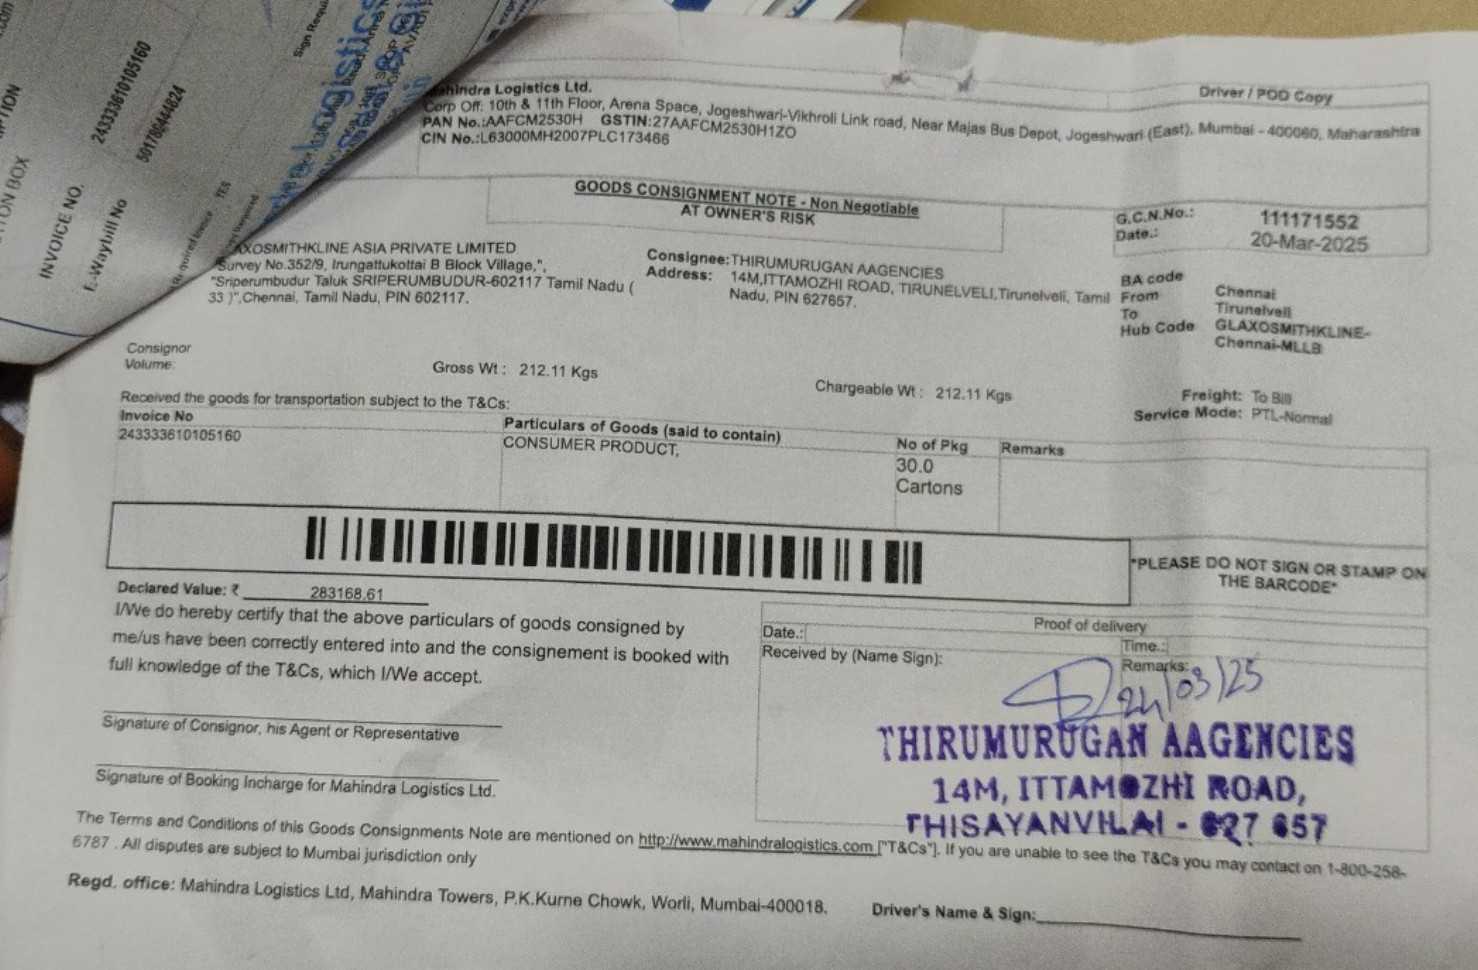 INVOICE NO. 243333610105160
E-Waybill No
Sign Requ
YES
Driver / POD Copy
Mahindra Logistics Ltd.
Corp Off: 10th & 11th Floor, Arena Space, Jogeshwari-Vikhroli Link road, Near Majas Bus Depot, Jogeshwari (East), Mumbai - 400060, Maharashtra
PAN No.:AAFCM2530H GSTIN:27AAFCM2530H1ZO
CIN No.:L63000MH2007PLC173466
GOODS CONSIGNMENT NOTE - Non Negotiable
AT OWNER'S RISK
G.C.N.No.: 111171552
Date.: 20-Mar-2025
AXOSMITHKLINE ASIA PRIVATE LIMITED
"Survey No.352/9, Irungattukottai B Block Village,",
"Sriperumbudur Taluk SRIPERUMBUDUR-602117 Tamil Nadu (
33 )",Chennai, Tamil Nadu, PIN 602117.
Consignee:THIRUMURUGAN AAGENCIES
Address: 14M,ITTAMOZHI ROAD, TIRUNELVELI,Tirunelveli, Tamil
Nadu, PIN 627657.
BA code
From Chennai
To Tirunelveli
Hub Code GLAXOSMITHKLINE-
Chennai-MLLB
Consignor
Volume:
Gross Wt : 212.11 Kgs
Chargeable Wt : 212.11 Kgs
Freight: To Bill
Service Mode: PTL-Normal
Received the goods for transportation subject to the T&Cs:
Invoice No Particulars of Goods (said to contain) No of Pkg Remarks
243333610105160 CONSUMER PRODUCT, 30.0
Cartons
*PLEASE DO NOT SIGN OR STAMP ON
THE BARCODE*
Declared Value: ₹ 283168.61
I/We do hereby certify that the above particulars of goods consigned by
me/us have been correctly entered into and the consignement is booked with
full knowledge of the T&Cs, which I/We accept.
Proof of delivery
Date.: Time.:
Received by (Name Sign): Remarks:
24/03/25
THIRUMURUGAN AAGENCIES
14M, ITTAMOZHI ROAD,
THISAYANVILAI - 627 657
Signature of Consignor, his Agent or Representative
Signature of Booking Incharge for Mahindra Logistics Ltd.
The Terms and Conditions of this Goods Consignments Note are mentioned on http://www.mahindralogistics.com ["T&Cs"]. If you are unable to see the T&Cs you may contact on 1-800-258-
6787 . All disputes are subject to Mumbai jurisdiction only
Regd. office: Mahindra Logistics Ltd, Mahindra Towers, P.K.Kurne Chowk, Worli, Mumbai-400018.
Driver's Name & Sign: